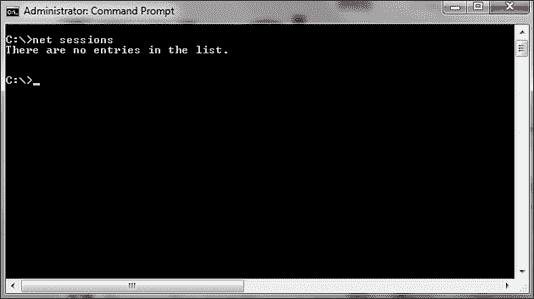 Administrator: Command Prompt
C:\>net sessions
There are no entries in the list.
C:\>_